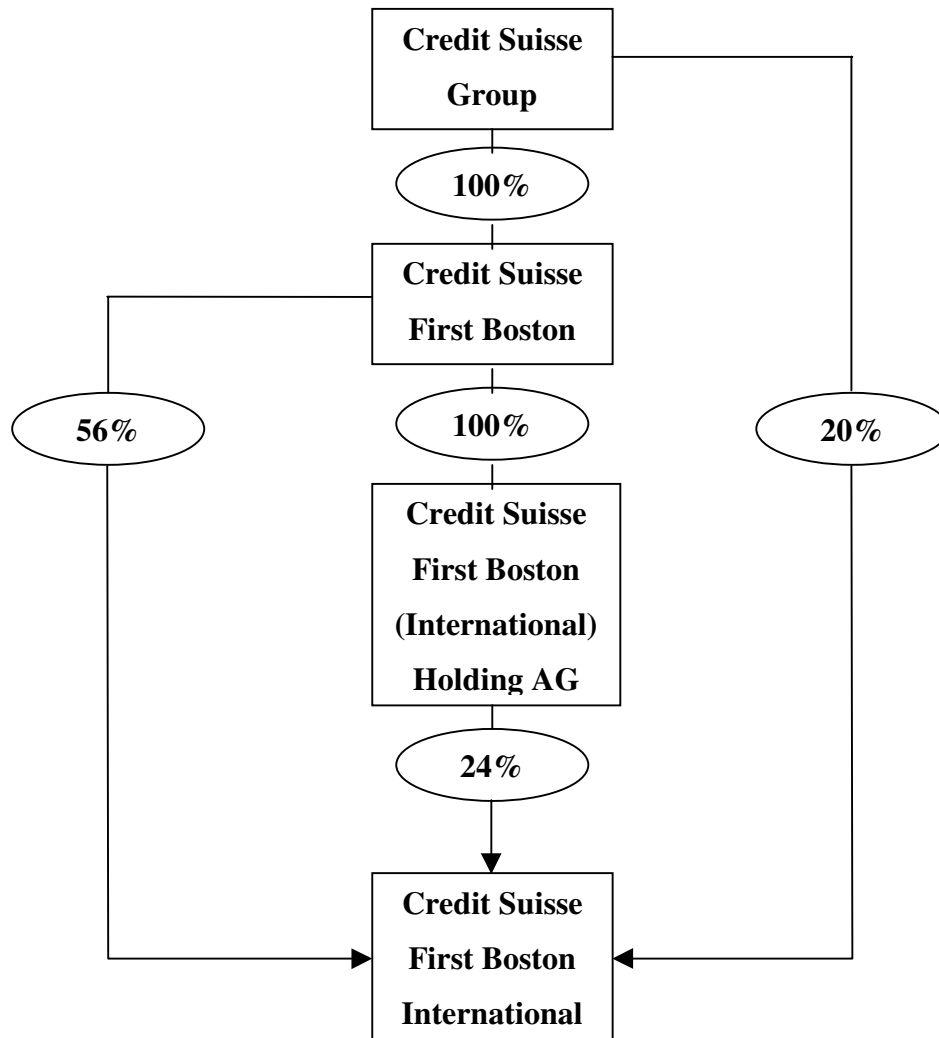 Credit Suisse
Group
100%
Credit Suisse
First Boston
56%
100%
20%
Credit Suisse
First Boston
(International)
Holding AG
24%
Credit Suisse
First Boston
International